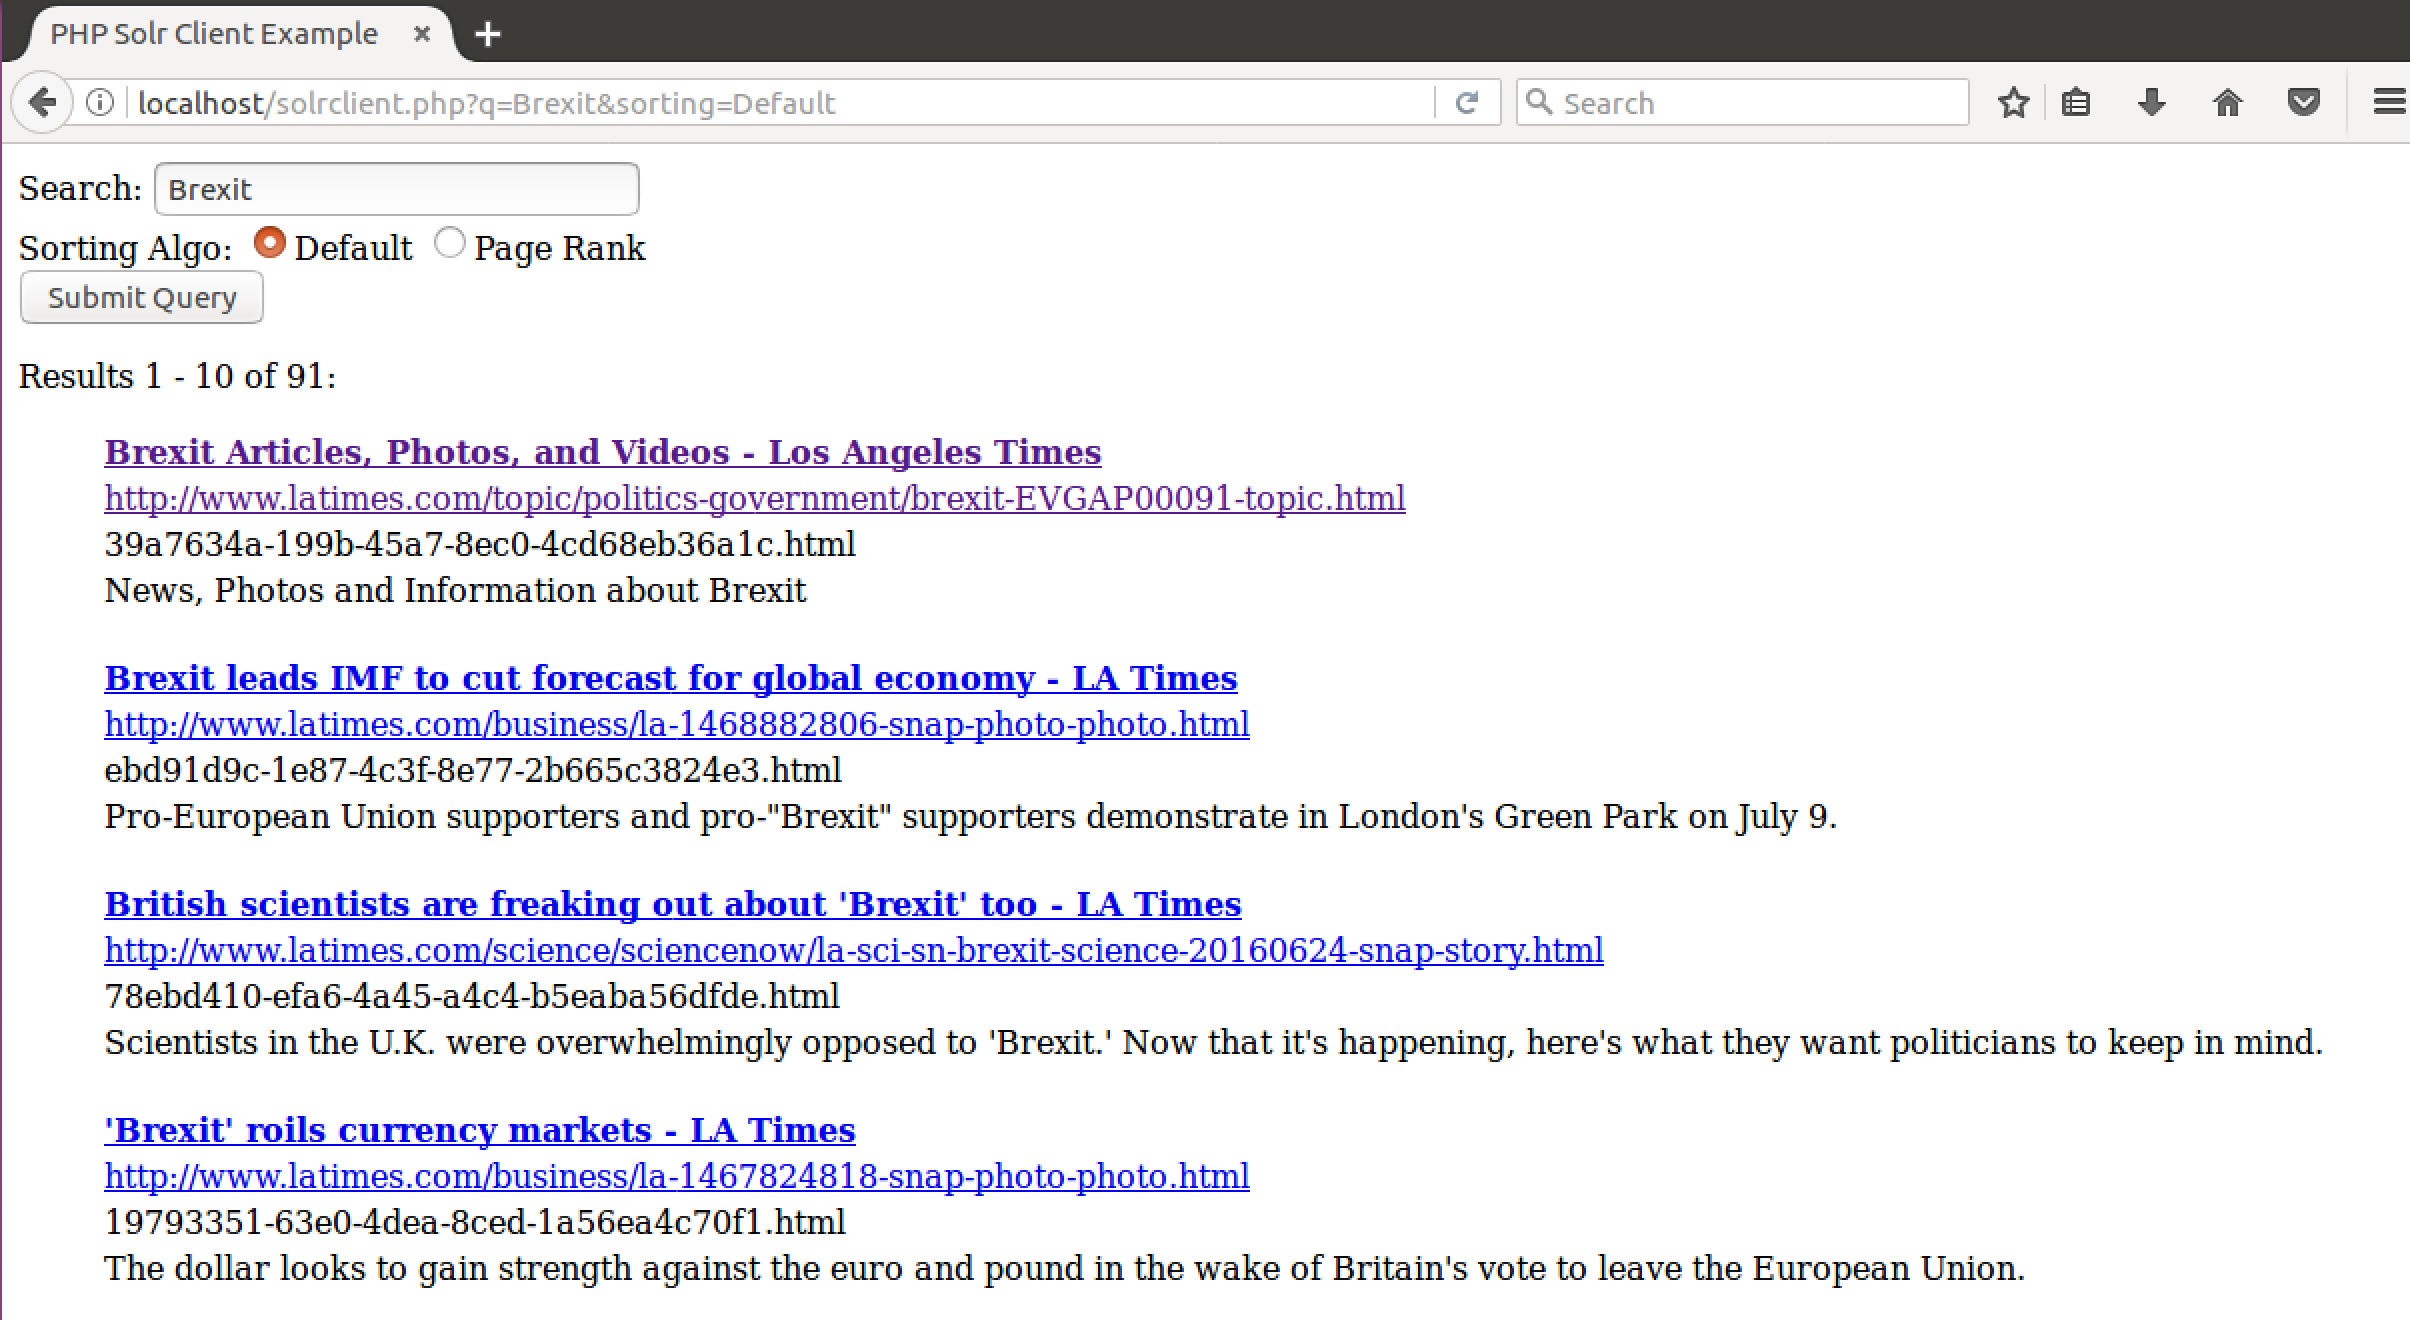 PHP Solr Client Example
localhost/solrclient.php?q=Brexit&sorting=Default
Search
Search: Brexit
Sorting Algo: Default Page Rank
Submit Query
Results 1 - 10 of 91:
Brexit Articles, Photos, and Videos - Los Angeles Times
http://www.latimes.com/topic/politics-government/brexit-EVGAP00091-topic.html
39a7634a-199b-45a7-8ec0-4cd68eb36a1c.html
News, Photos and Information about Brexit
Brexit leads IMF to cut forecast for global economy - LA Times
http://www.latimes.com/business/la-1468882806-snap-photo-photo.html
ebd91d9c-1e87-4c3f-8e77-2b665c3824e3.html
Pro-European Union supporters and pro-"Brexit" supporters demonstrate in London's Green Park on July 9.
British scientists are freaking out about 'Brexit' too - LA Times
http://www.latimes.com/science/sciencenow/la-sci-sn-brexit-science-20160624-snap-story.html
78ebd410-efa6-4a45-a4c4-b5eaba56dfde.html
Scientists in the U.K. were overwhelmingly opposed to 'Brexit.' Now that it's happening, here's what they want politicians to keep in mind.
'Brexit' roils currency markets - LA Times
http://www.latimes.com/business/la-1467824818-snap-photo-photo.html
19793351-63e0-4dea-8ced-1a56ea4c70f1.html
The dollar looks to gain strength against the euro and pound in the wake of Britain's vote to leave the European Union.